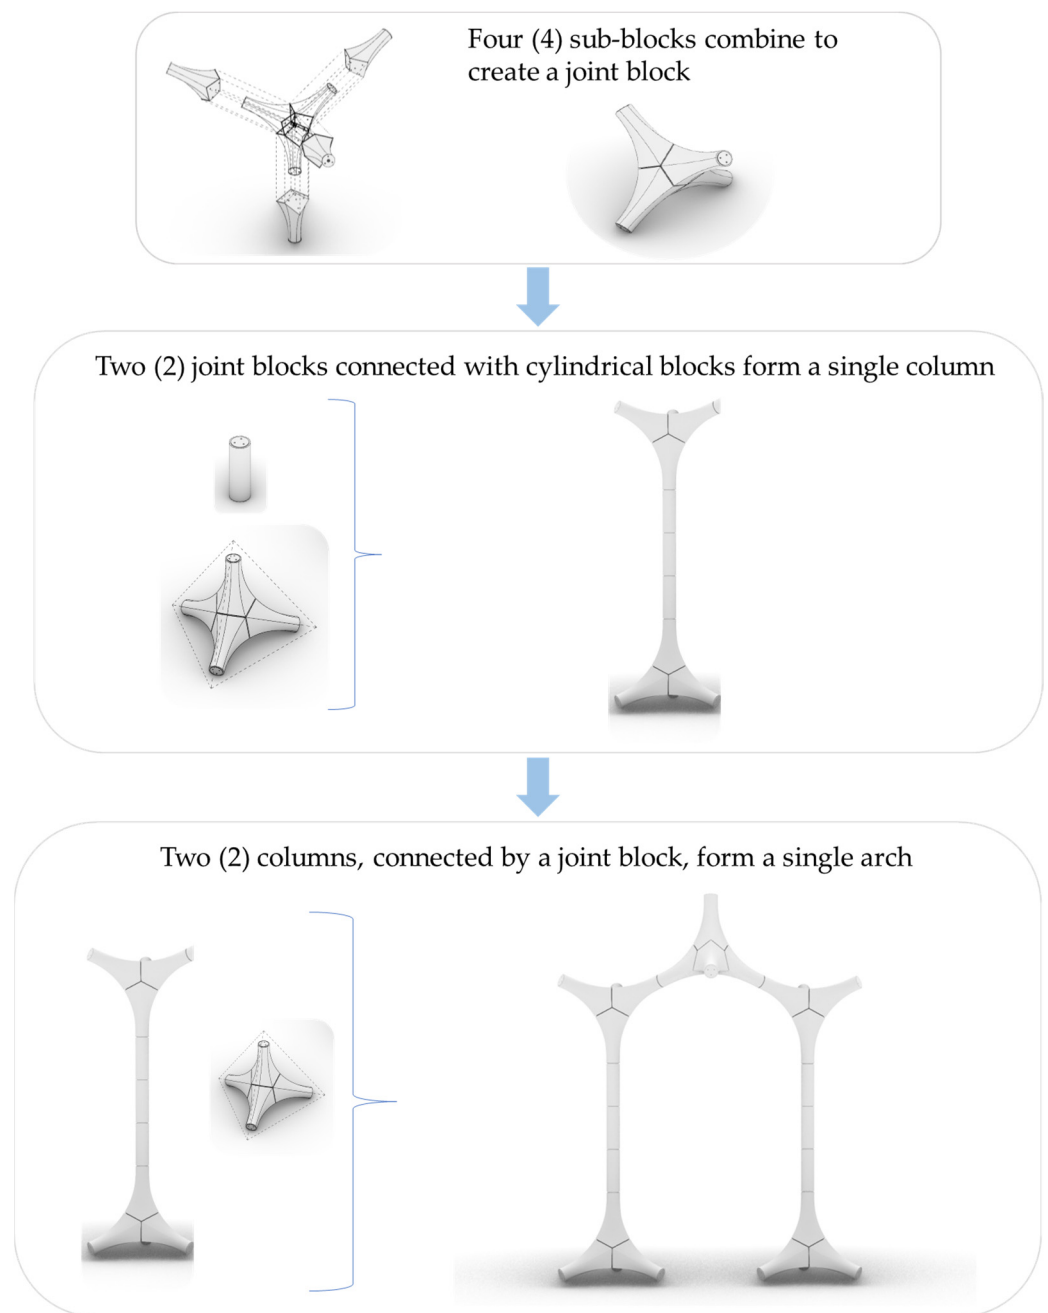 Four (4) sub-blocks combine to
create a joint block
Two (2) joint blocks connected with cylindrical blocks form a single column
Two (2) columns, connected by a joint block, form a single arch